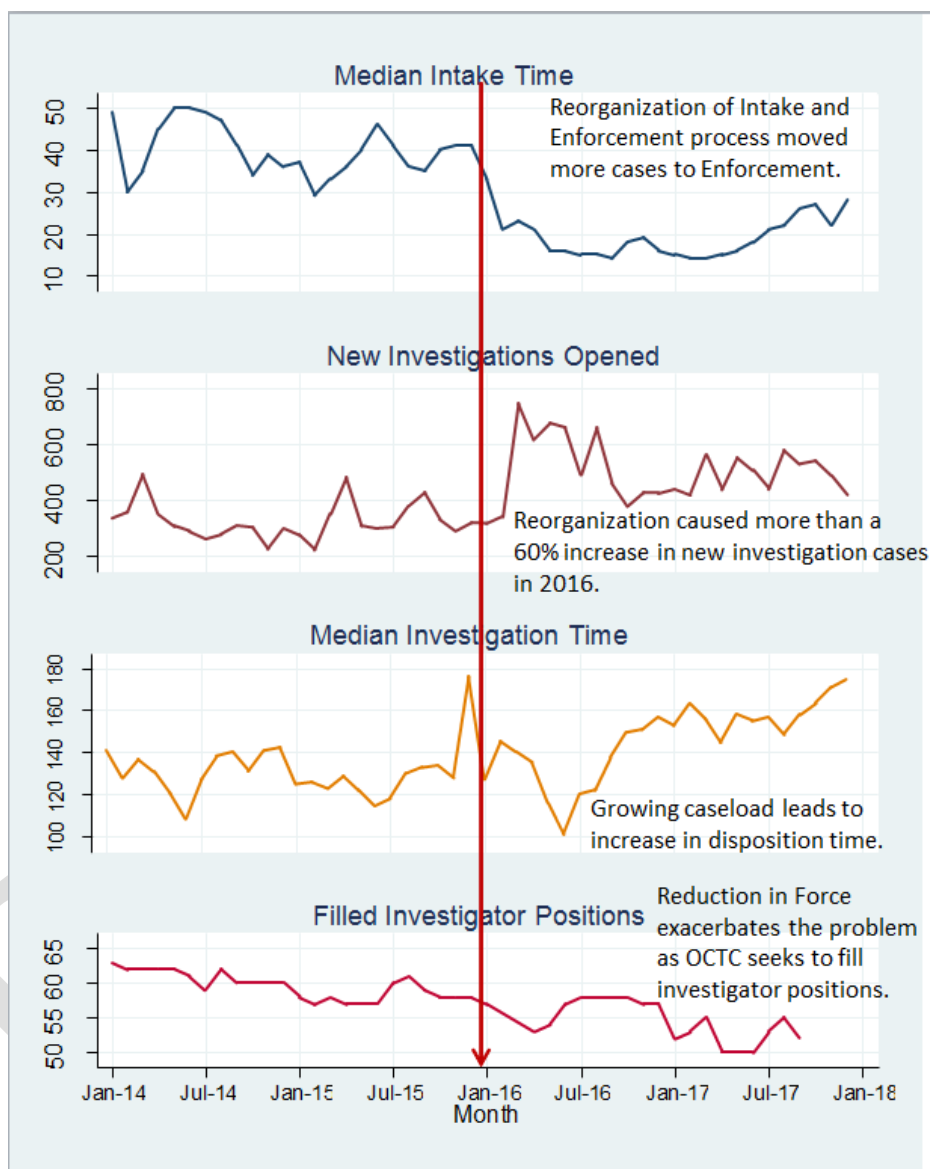 Median Intake Time
50
40
30
20
10
Reorganization of Intake and
Enforcement process moved
more cases to Enforcement.
New Investigations Opened
800
600
400
200
Reorganization caused more than a
60% increase in new investigation cases
in 2016.
Median Investigation Time
180
160
140
120
100
Growing caseload leads to
increase in disposition time.
Filled Investigator Positions
65
60
55
50
Reduction in Force
exacerbates the problem
as OCTC seeks to fill
investigator positions.
Jan-14 Jul-14 Jan-15 Jul-15 Jan-16 Jul-16 Jan-17 Jul-17 Jan-18
Month